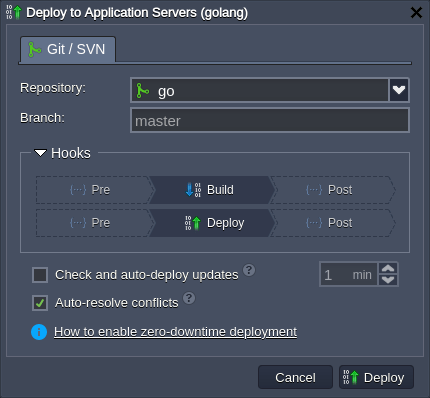 Deploy to Application Servers (golang)
Git / SVN
Repository: go
Branch: master
Hooks
Pre Build Post
Pre Deploy Post
Check and auto-deploy updates ? 1 min
Auto-resolve conflicts ?
How to enable zero-downtime deployment
Cancel Deploy